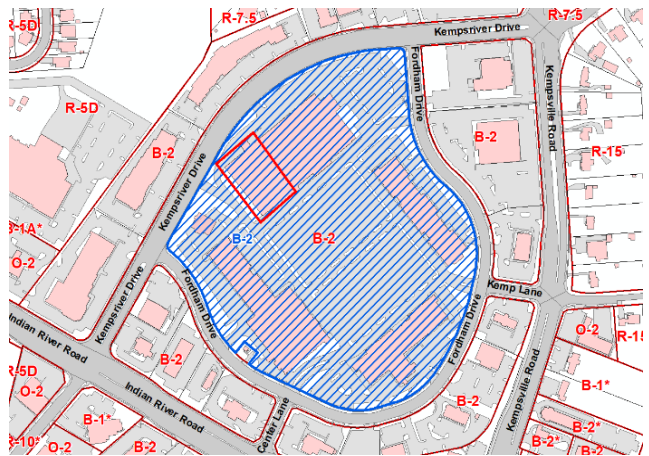 R-5D
R-7.5
Kempsriver Drive
R-7.5
Fordham Drive
Kempsville Road
R-5D
B-2
B-2
R-15
Kempsriver Drive
B-1A*
O-2
B-2
B-2
Fordham Drive
Kemp Lane
Kempsriver Drive
Fordham Drive
Indian River Road
O-2
R-15
R-5D
O-2
B-2
Indian River Road
Kempsville Road
B-1*
B-1*
Center Lane
B-2
B-2*
R-10*
O-2
B-2
B-2*
B-2